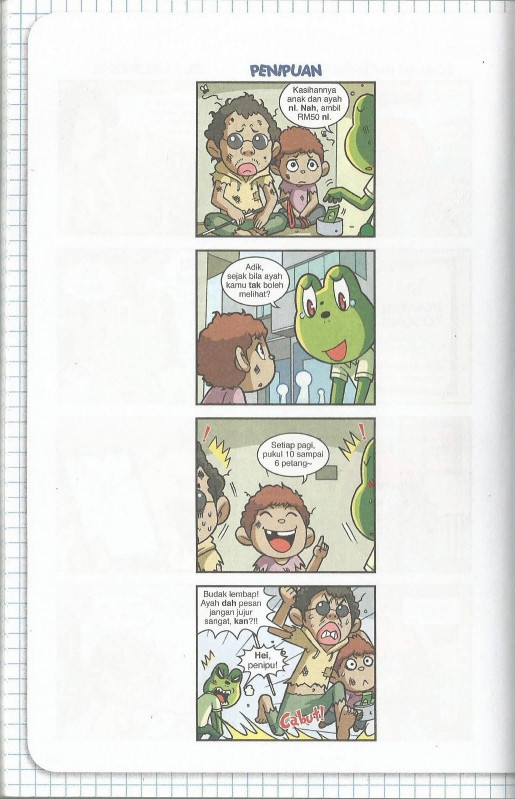 PENIPUAN
Kasihannya
anak dan ayah
ni. Nah, ambil
RM50 ni.
Adik,
sejak bila ayah
kamu tak boleh
melihat?
!
!
Setiap pagi,
pukul 10 sampai
6 petang~
Budak lembap!
Ayah dah pesan
jangan jujur
sangat, kan?!!
Hei,
penipu!
Cabut!